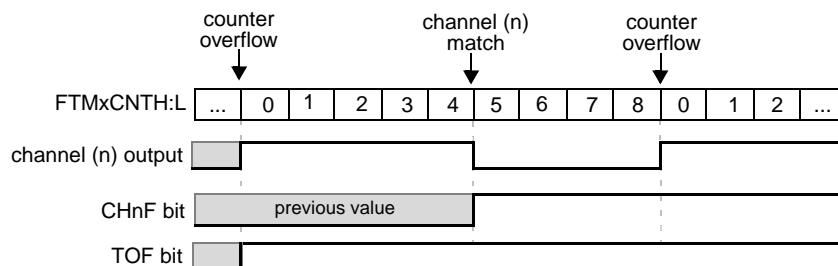 counter
overflow
channel (n)
match
counter
overflow
FTMxCNTH:L ... 0 1 2 3 4 5 6 7 8 0 1 2 ...
channel (n) output
CHnF bit previous value
TOF bit